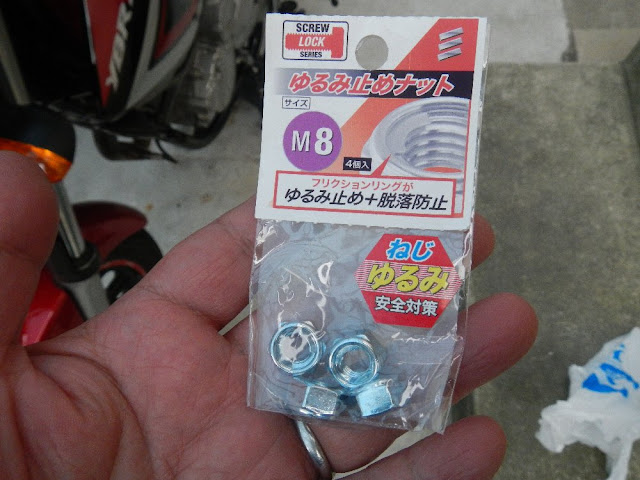 SCREW
LOCK
SERIES
ゆるみ止めナット
サイズ
M8
4個入
フリクションリングが
ゆるみ止め+脱落防止
ねじ
ゆるみ
安全対策